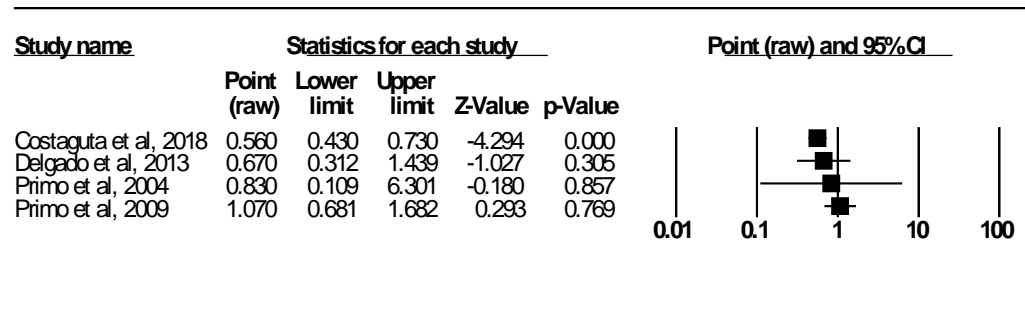 Study name Statistics for each study Point (raw) and 95% CI
Point Lower Upper
(raw) limit limit Z-Value p-Value
Costaguta et al, 2018 0.560 0.430 0.730 -4.294 0.000
Delgado et al, 2013 0.670 0.312 1.439 -1.027 0.305
Primo et al, 2004 0.830 0.109 6.301 -0.180 0.857
Primo et al, 2009 1.070 0.681 1.682 0.293 0.769
0.01 0.1 1 10 100